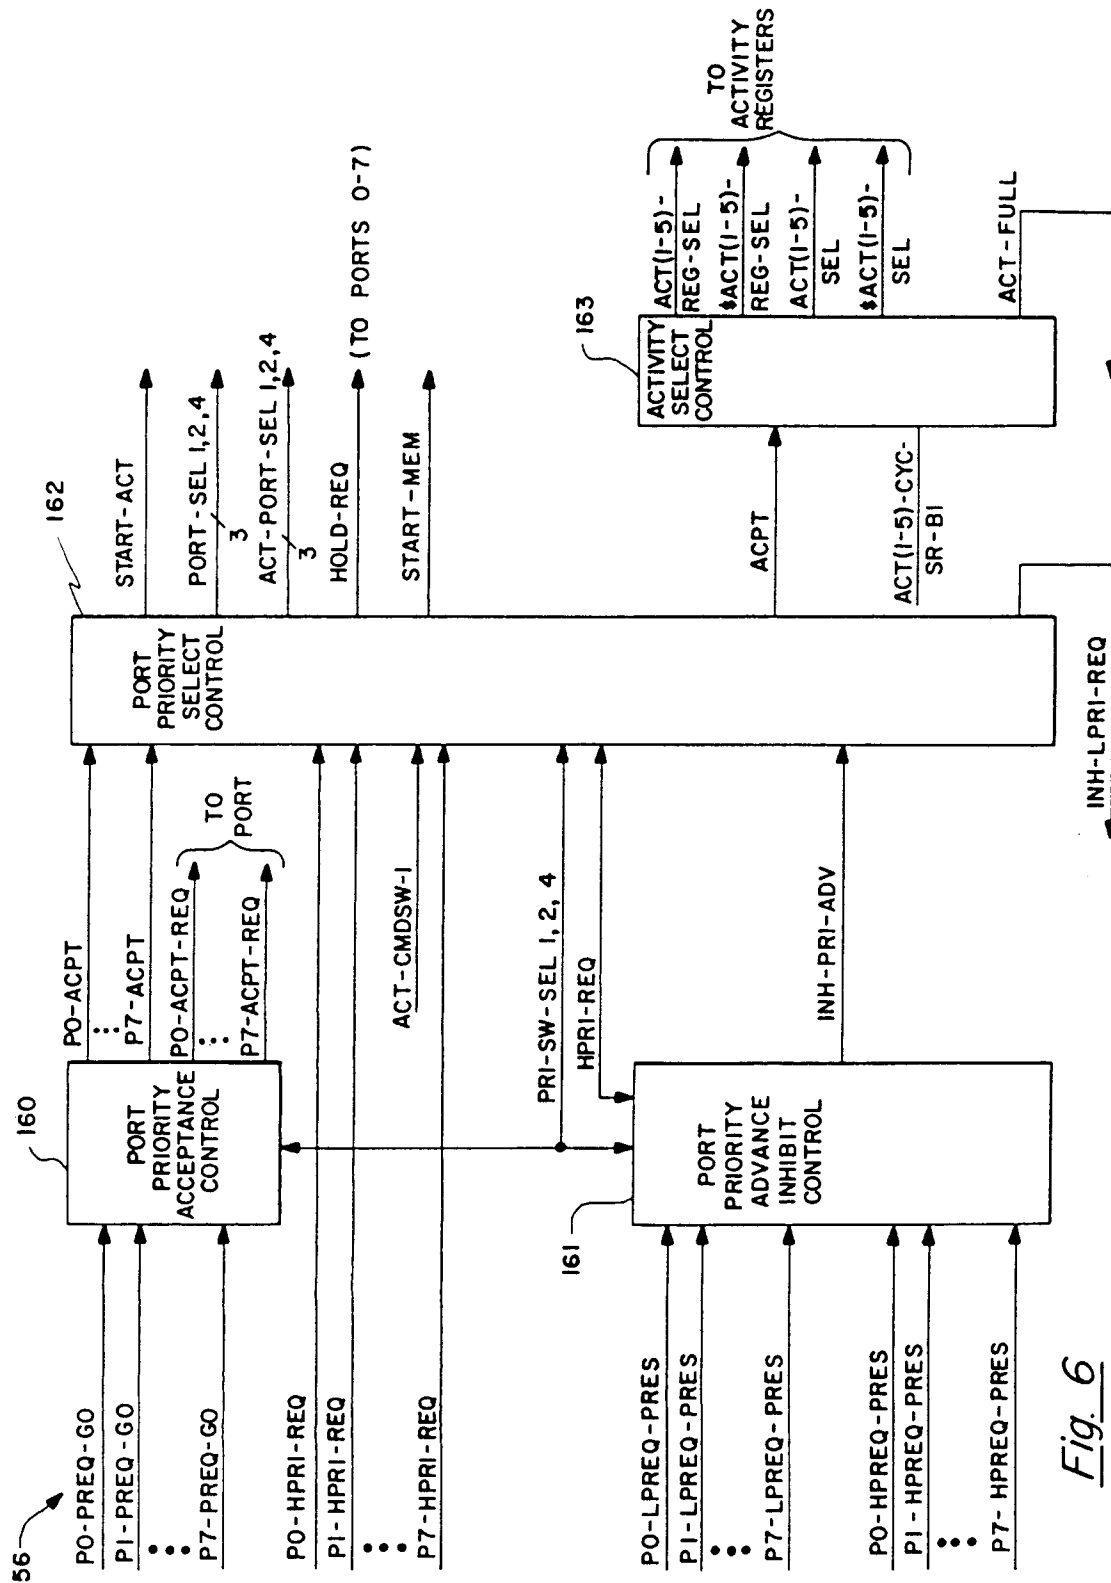 56
P0-PREQ-GO
P1-PREQ-GO
P7-PREQ-GO
P0-HPRI-REQ
P1-HPRI-REQ
P7-HPRI-REQ
P0-LPREQ-PRES
P1-LPREQ-PRES
P7-LPREQ-PRES
P0-HPREQ-PRES
P1-HPREQ-PRES
P7-HPREQ-PRES
160
PORT
PRIORITY
ACCEPTANCE
CONTROL
161
PORT
PRIORITY
ADVANCE
INHIBIT
CONTROL
P0-ACPT
P7-ACPT
P0-ACPT-REQ
P7-ACPT-REQ
TO
PORT
ACT-CMDSW-1
PRI-SW-SEL 1, 2, 4
HPRI-REQ
INH-PRI-ADV
162
PORT
PRIORITY
SELECT
CONTROL
START-ACT
PORT-SEL 1,2,4
3
ACT-PORT-SEL 1,2,4
3
HOLD-REQ
(TO PORTS 0-7)
START-MEM
ACPT
ACT(1-5)-CYC-
SR-B1
INH-LPRI-REQ
163
ACTIVITY
SELECT
CONTROL
ACT(1-5)-
REG-SEL
$ACT(1-5)-
REG-SEL
ACT(1-5)-
SEL
$ACT(1-5)-
SEL
ACT-FULL
TO
ACTIVITY
REGISTERS
Fig. 6